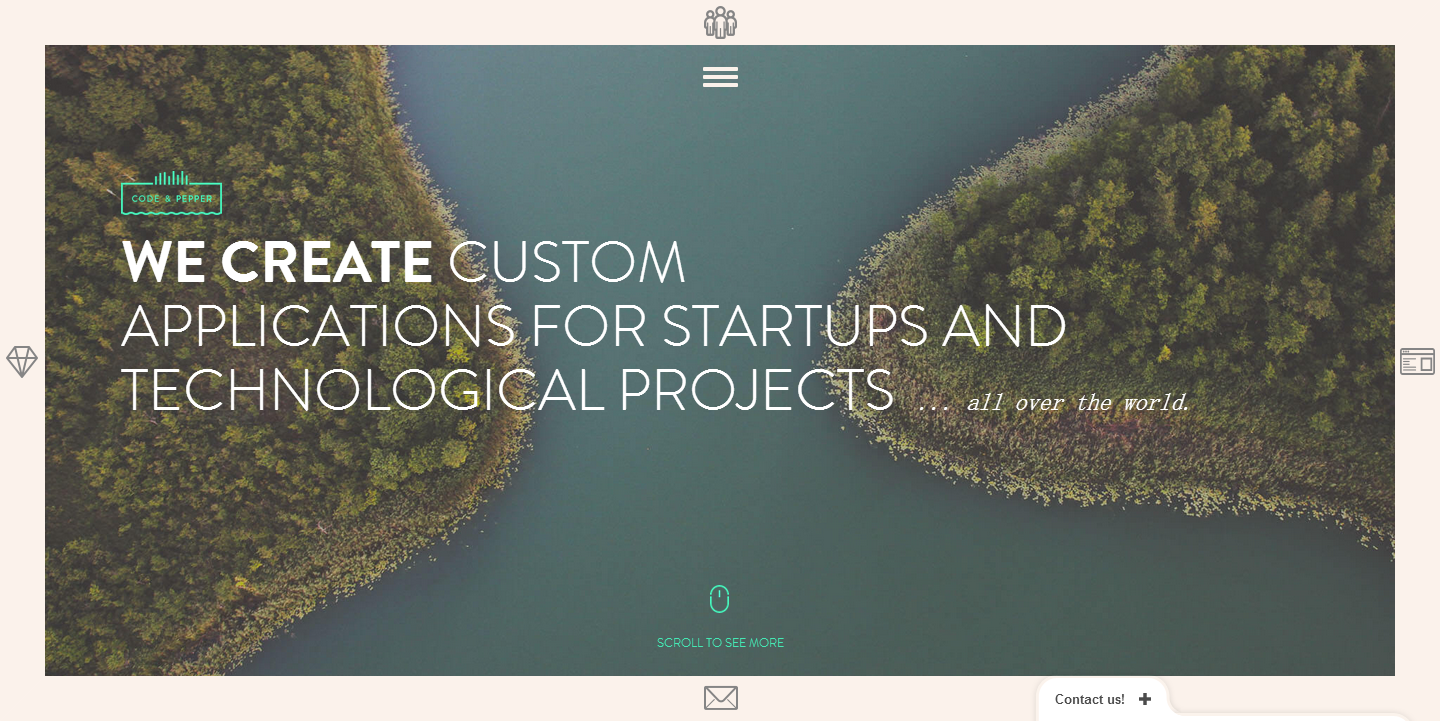 CODE & PEPPER
WE CREATE CUSTOM
APPLICATIONS FOR STARTUPS AND
TECHNOLOGICAL PROJECTS ... all over the world.
SCROLL TO SEE MORE
Contact us!